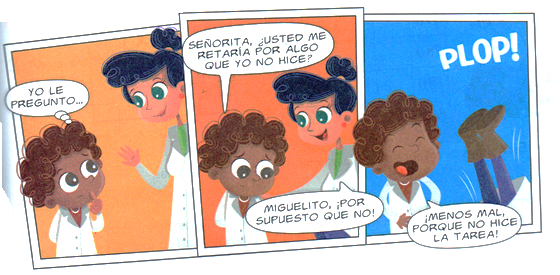 YO LE
PREGUNTO...
SEÑORITA, ¿USTED ME
RETARÍA POR ALGO
QUE YO NO HICE?
MIGUELITO, ¡POR
SUPUESTO QUE NO!
PLOP!
¡MENOS MAL,
PORQUE NO HICE
LA TAREA!